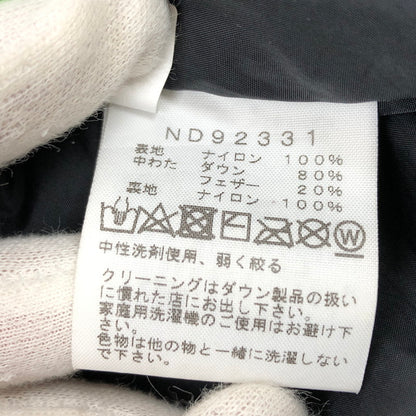 ND92331
表地 ナイロン 100%
中わた ダウン 80%
フェザー 20%
裏地 ナイロン 100%
W
中性洗剤使用、弱く絞る
クリーニングはダウン製品の扱い
に慣れた店にお出し下さい。
家庭用洗濯機のご使用はお避け下
さい。
色物は他の物と一緒に洗濯しない
で下さい。